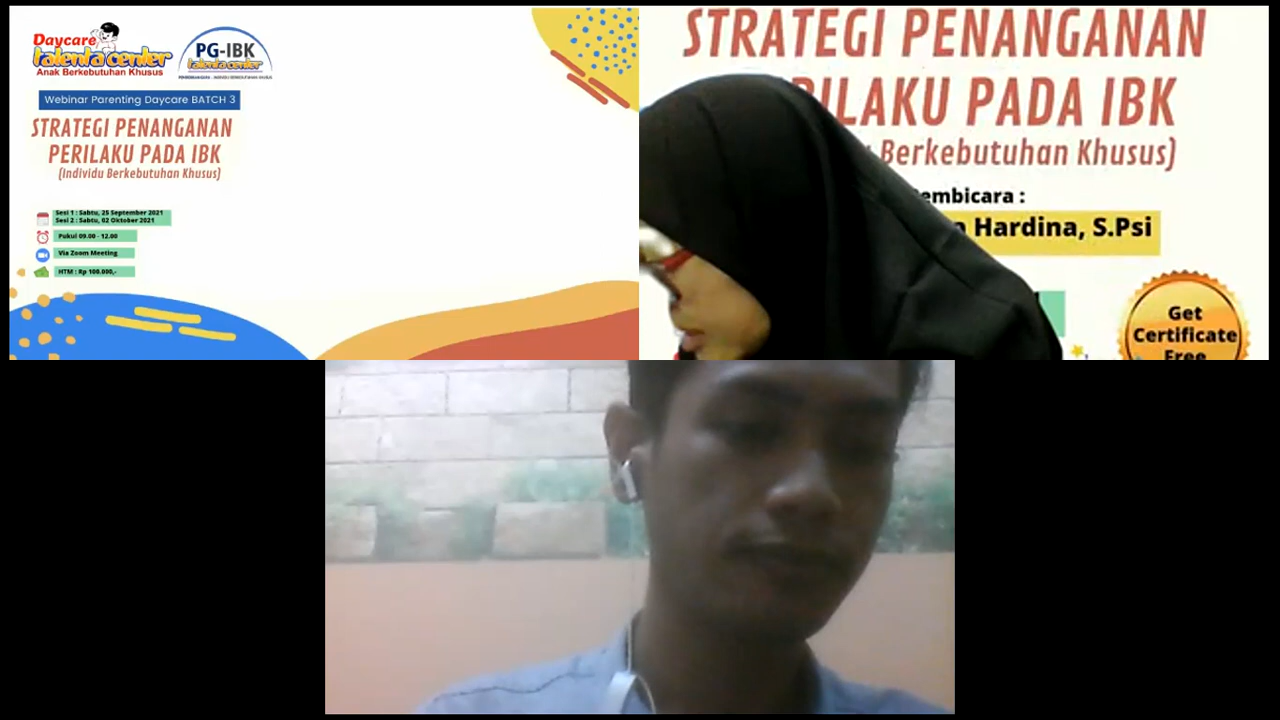 Daycare
talenta center
Anak Berkebutuhan Khusus
PG-IBK
talenta center
Webinar Parenting Daycare BATCH 3
STRATEGI PENANGANAN
PERILAKU PADA IBK
(Individu Berkebutuhan Khusus)
Sesi 1 : Sabtu, 25 September 2021
Sesi 2 : Sabtu, 02 Oktober 2021
Pukul 09.00 - 12.00
Via Zoom Meeting
HTM : Rp 100.000,-
STRATEGI PENANGANAN
RILAKU PADA IBK
Berkebutuhan Khusus)
embicara :
Hardina, S.Psi
Get
Certificate
Free